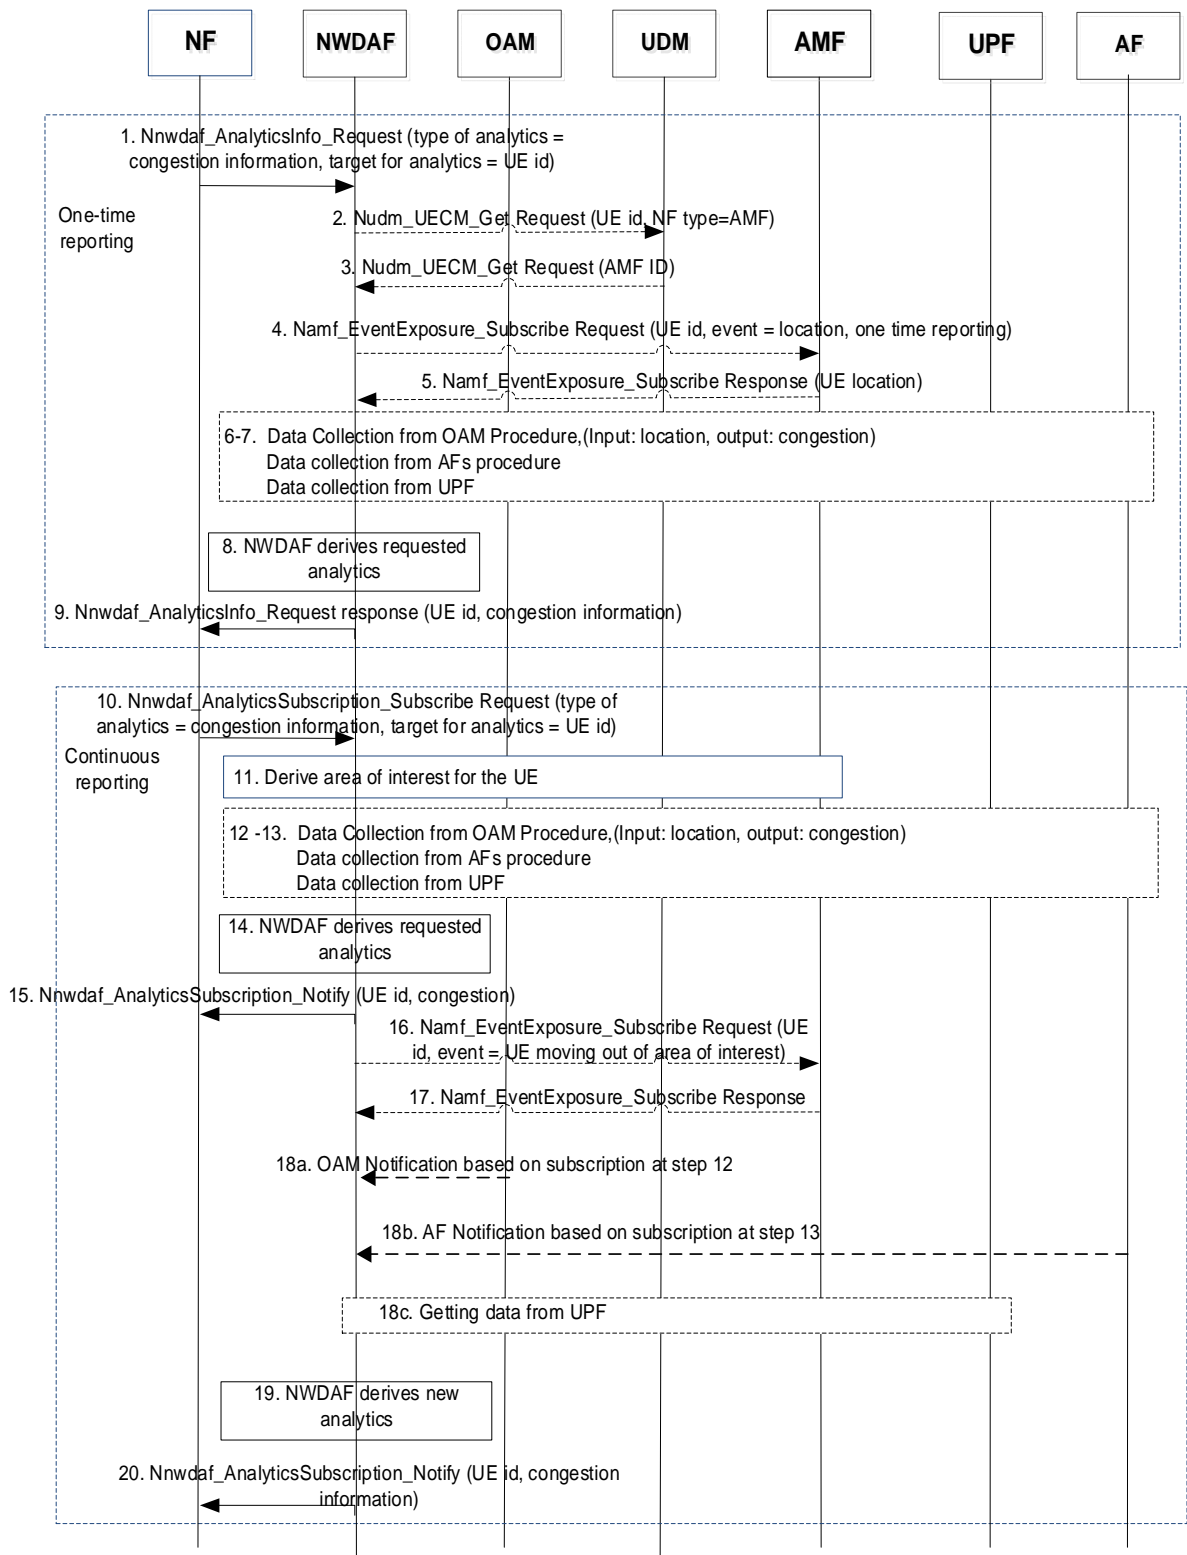 NF
NWDAF
OAM
UDM
AMF
UPF
AF
1. Nnwdaf_AnalyticsInfo_Request (type of analytics =
congestion information, target for analytics = UE id)
One-time
reporting
2. Nudm_UECM_Get Request (UE id, NF type=AMF)
3. Nudm_UECM_Get Request (AMF ID)
4. Namf_EventExposure_Subscribe Request (UE id, event = location, one time reporting)
5. Namf_EventExposure_Subscribe Response (UE location)
6-7. Data Collection from OAM Procedure,(Input: location, output: congestion)
Data collection from AFs procedure
Data collection from UPF
8. NWDAF derives requested
analytics
9. Nnwdaf_AnalyticsInfo_Request response (UE id, congestion information)
10. Nnwdaf_AnalyticsSubscription_Subscribe Request (type of
analytics = congestion information, target for analytics = UE id)
Continuous
reporting
11. Derive area of interest for the UE
12 -13. Data Collection from OAM Procedure,(Input: location, output: congestion)
Data collection from AFs procedure
Data collection from UPF
14. NWDAF derives requested
analytics
15. Nnwdaf_AnalyticsSubscription_Notify (UE id, congestion)
16. Namf_EventExposure_Subscribe Request (UE
id, event = UE moving out of area of interest)
17. Namf_EventExposure_Subscribe Response
18a. OAM Notification based on subscription at step 12
18b. AF Notification based on subscription at step 13
18c. Getting data from UPF
19. NWDAF derives new
analytics
20. Nnwdaf_AnalyticsSubscription_Notify (UE id, congestion
information)